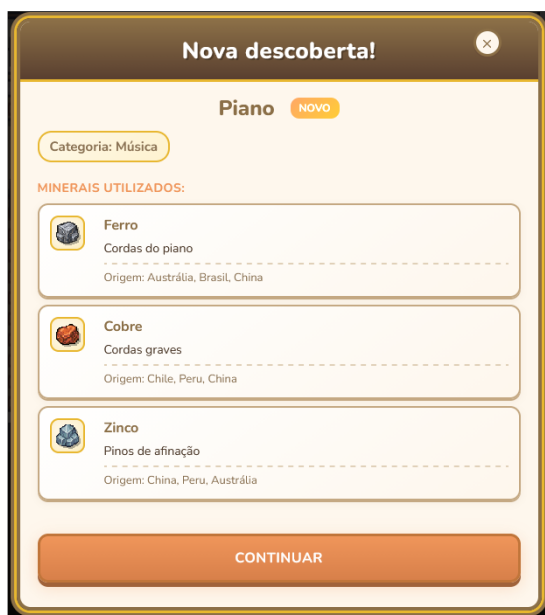 Nova descoberta!
Piano NOVO
Categoria: Música
MINERAIS UTILIZADOS:
Ferro
Cordas do piano
Origem: Austrália, Brasil, China
Cobre
Cordas graves
Origem: Chile, Peru, China
Zinco
Pinos de afinação
Origem: China, Peru, Austrália
CONTINUAR